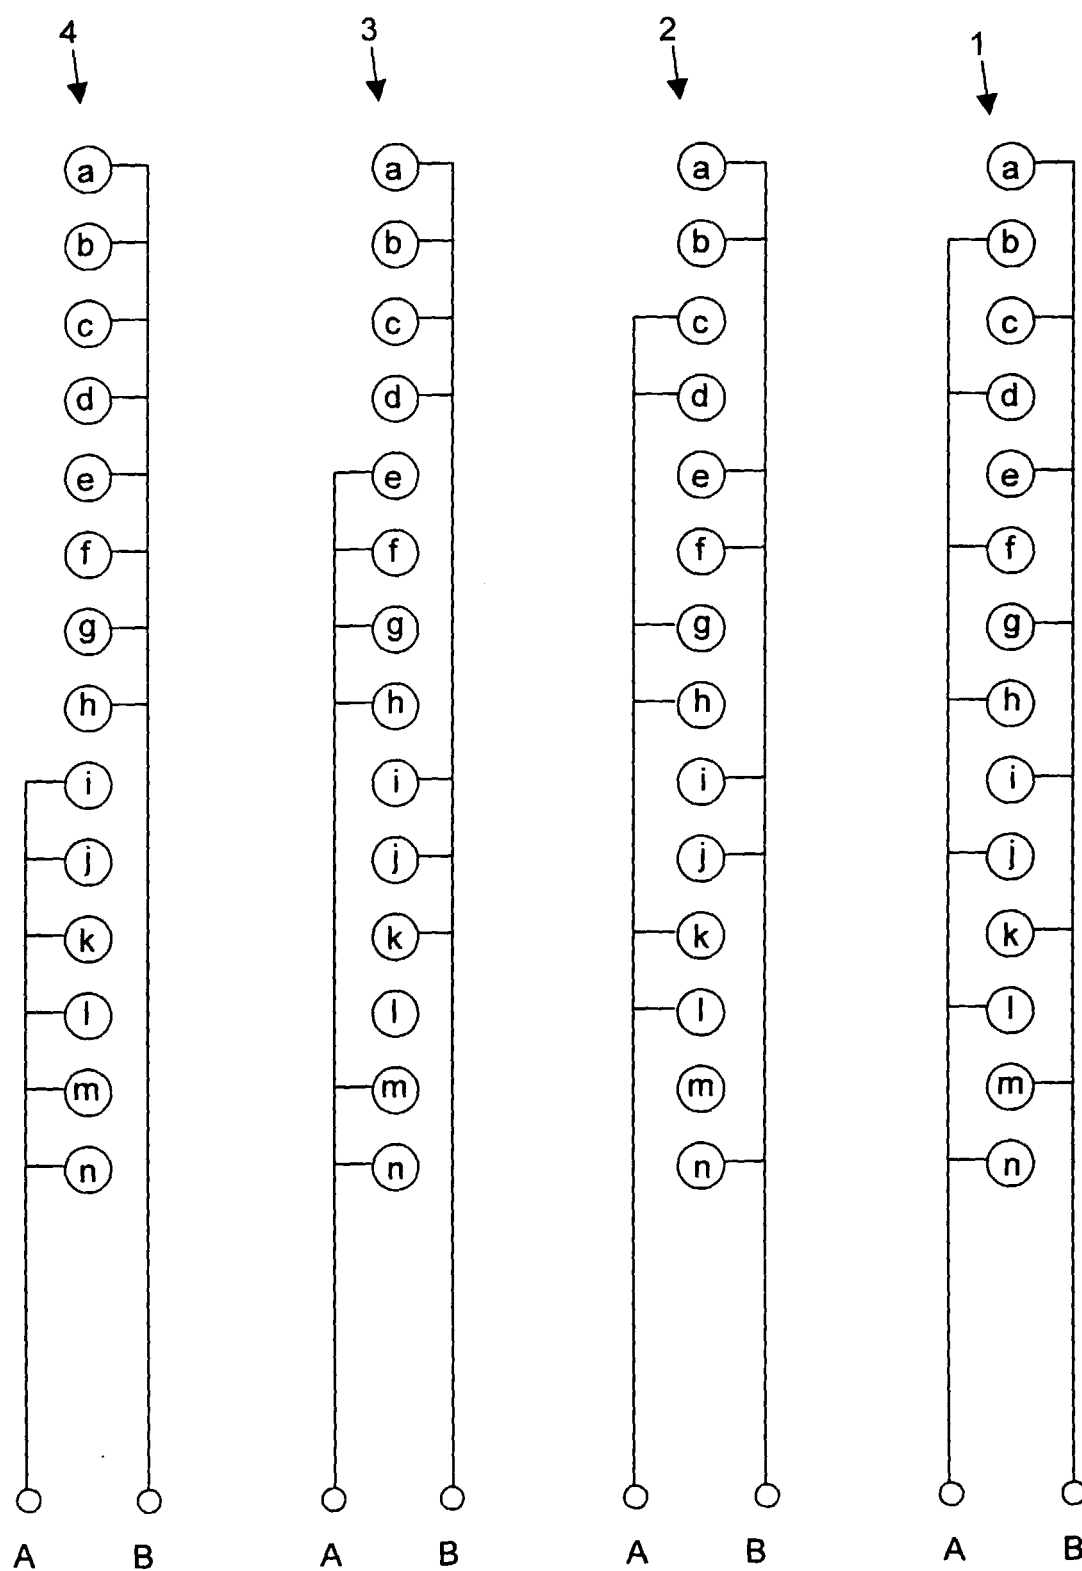 4 3 2 1
a a a a
b b b b
c c c c
d d d d
e e e e
f f f f
g g g g
h h h h
i i i i
j j j j
k k k k
l l l l
m m m m
n n n n
A B A B A B A B